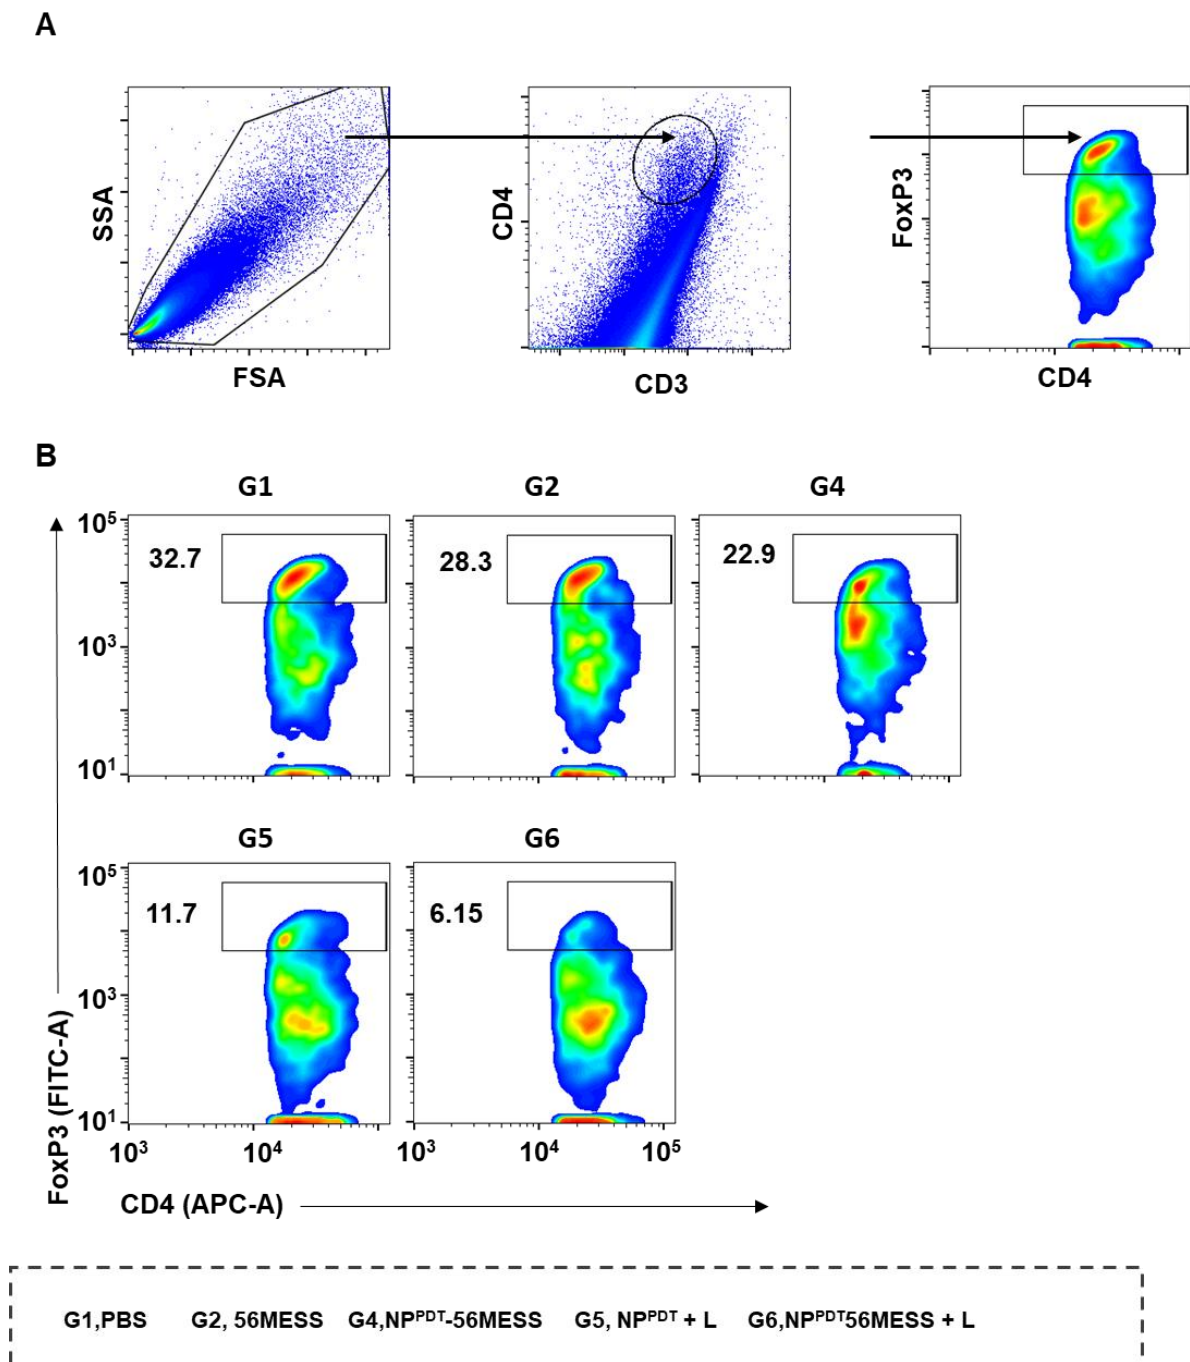 A
SSA
FSA
CD4
CD3
FoxP3
CD4
B
G1
G2
G4
10⁵
10³
10¹
32.7
28.3
22.9
G5
G6
10⁵
10³
10¹
11.7
6.15
10³ 10⁴
10³ 10⁴ 10⁵
FoxP3 (FITC-A)
CD4 (APC-A)
G1,PBS G2, 56MESS G4,NPᴾᴰᵀ-56MESS G5, NPᴾᴰᵀ + L G6,NPᴾᴰᵀ56MESS + L